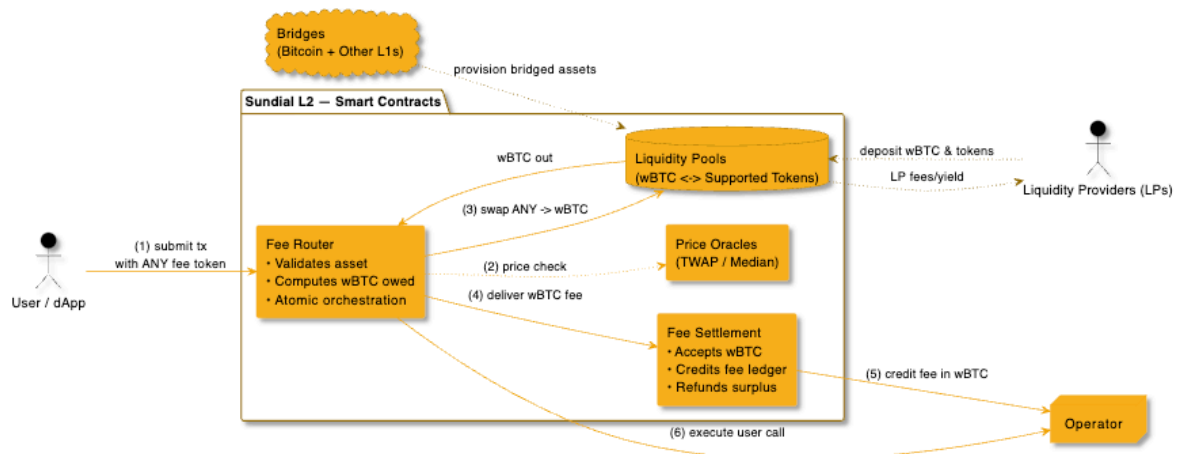 Bridges
(Bitcoin + Other L1s)
provision bridged assets
Sundial L2 — Smart Contracts
wBTC out
Liquidity Pools
(wBTC <-> Supported Tokens)
deposit wBTC & tokens
LP fees/yield
Liquidity Providers (LPs)
(3) swap ANY -> wBTC
(1) submit tx
with ANY fee token
User / dApp
Fee Router
• Validates asset
• Computes wBTC owed
• Atomic orchestration
(2) price check
Price Oracles
(TWAP / Median)
(4) deliver wBTC fee
Fee Settlement
• Accepts wBTC
• Credits fee ledger
• Refunds surplus
(5) credit fee in wBTC
Operator
(6) execute user call